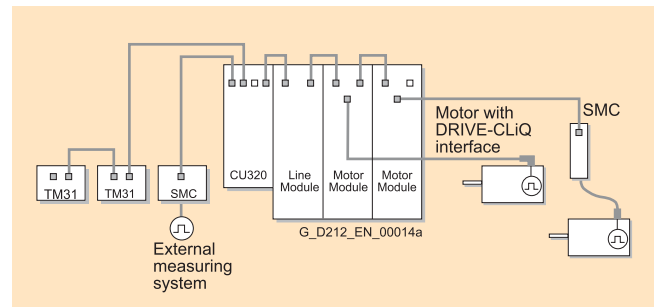 Motor with
DRIVE-CLiQ
interface
SMC
CU320
Line
Module
Motor
Module
Motor
Module
TM31
TM31
SMC
G_D212_EN_00014a
External
measuring
system